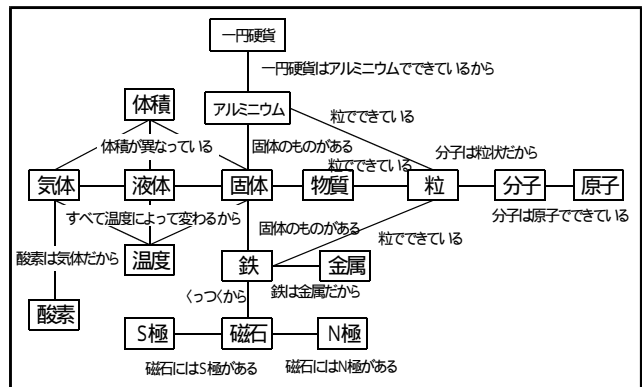 一円硬貨
一円硬貨はアルミニウムでできているから
体積
アルミニウム
粒でできている
体積が異なっている
固体のものがある
分子は粒状だから
粒でできている
気体
液体
固体
物質
粒
分子
原子
すべて温度によって変わるから
分子は原子でできている
固体のものがある
粒でできている
酸素は気体だから
温度
鉄
金属
くっつくから
鉄は金属だから
酸素
S極
磁石
N極
磁石にはS極がある
磁石にはN極がある